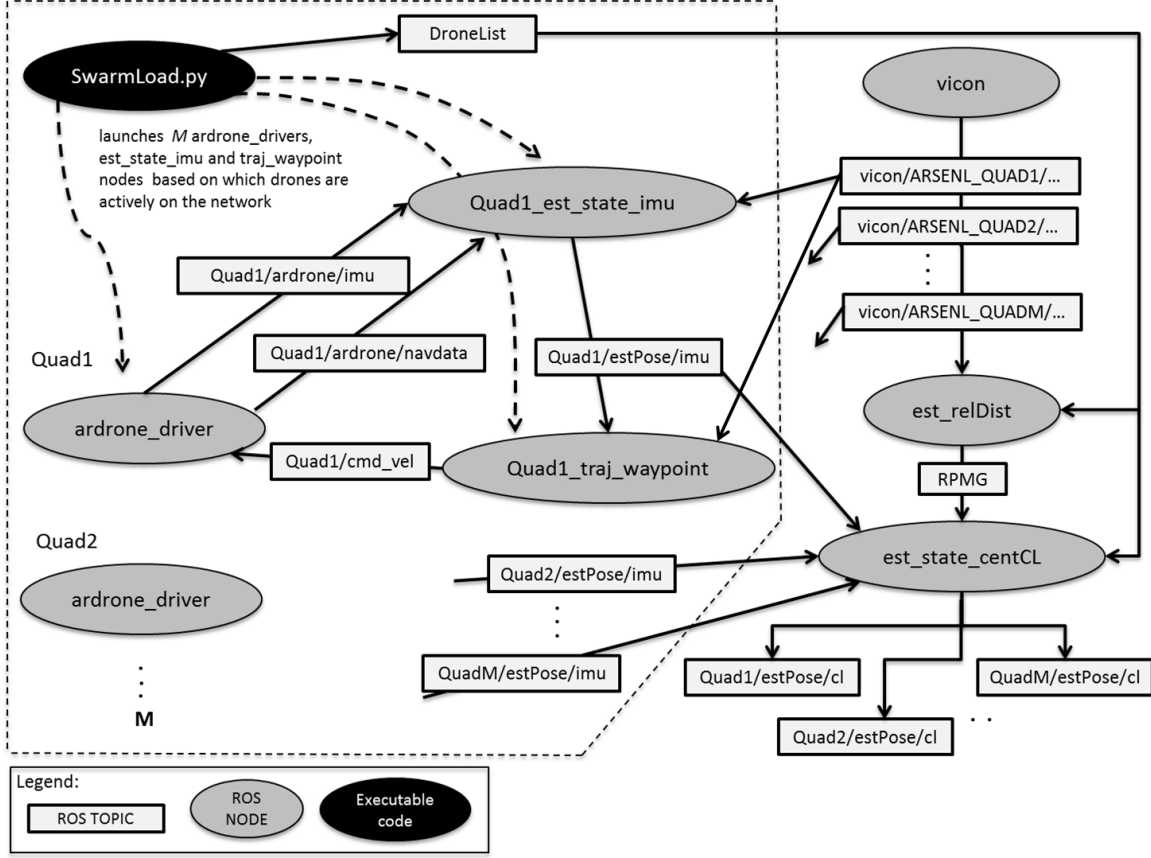 DroneList
SwarmLoad.py
vicon
launches M ardrone_drivers,
est_state_imu and traj_waypoint
nodes based on which drones are
actively on the network
vicon/ARSENL_QUAD1/...
Quad1_est_state_imu
vicon/ARSENL_QUAD2/...
Quad1/ardrone/imu
vicon/ARSENL_QUADM/...
Quad1/ardrone/navdata
Quad1/estPose/imu
Quad1
est_relDist
ardrone_driver
Quad1/cmd_vel
Quad1_traj_waypoint
RPMG
Quad2
est_state_centCL
Quad2/estPose/imu
ardrone_driver
QuadM/estPose/imu
Quad1/estPose/cl
QuadM/estPose/cl
M
Quad2/estPose/cl
Legend:
ROS TOPIC
ROS
NODE
Executable
code